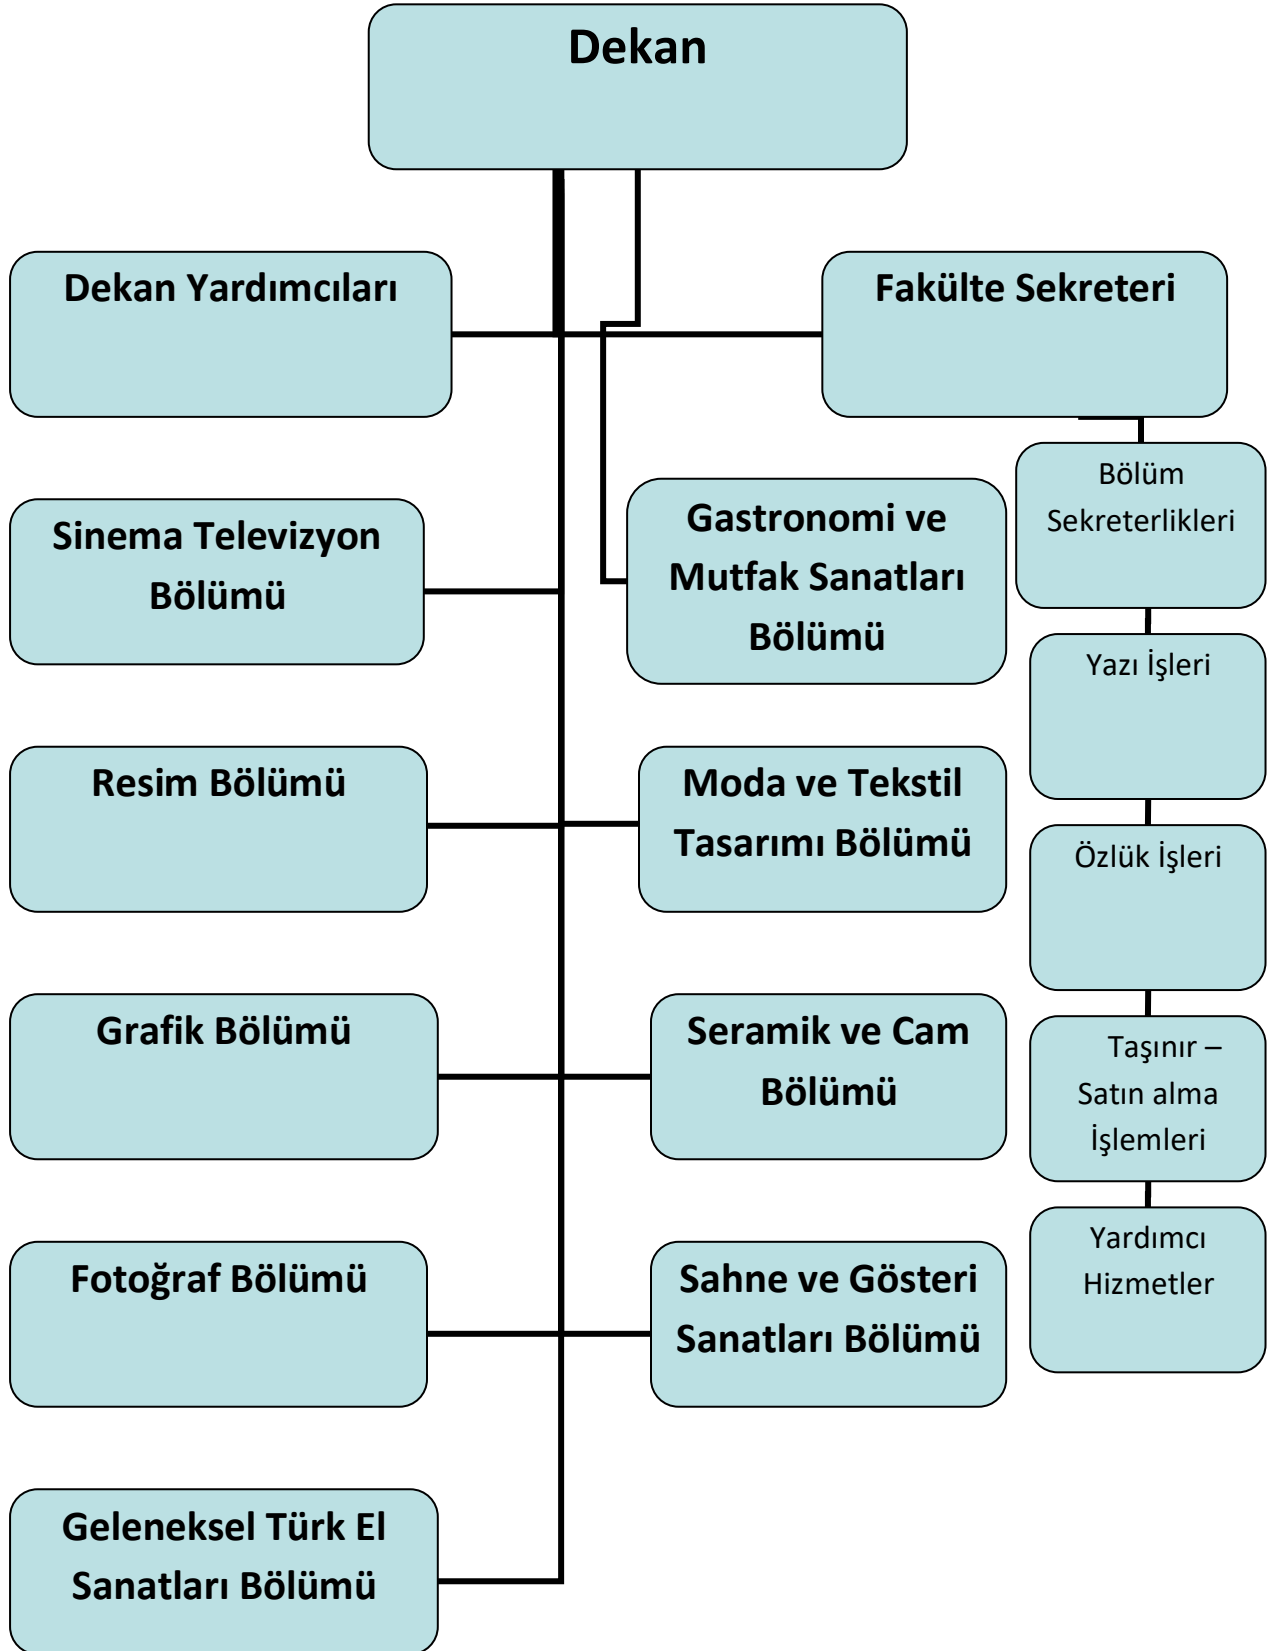 Dekan
Dekan Yardımcıları
Fakülte Sekreteri
Bölüm
Sekreterlikleri
Sinema Televizyon
Bölümü
Gastronomi ve
Mutfak Sanatları
Bölümü
Yazı İşleri
Resim Bölümü
Moda ve Tekstil
Tasarımı Bölümü
Özlük İşleri
Grafik Bölümü
Seramik ve Cam
Bölümü
Taşınır –
Satın alma
İşlemleri
Fotoğraf Bölümü
Sahne ve Gösteri
Sanatları Bölümü
Yardımcı
Hizmetler
Geleneksel Türk El
Sanatları Bölümü